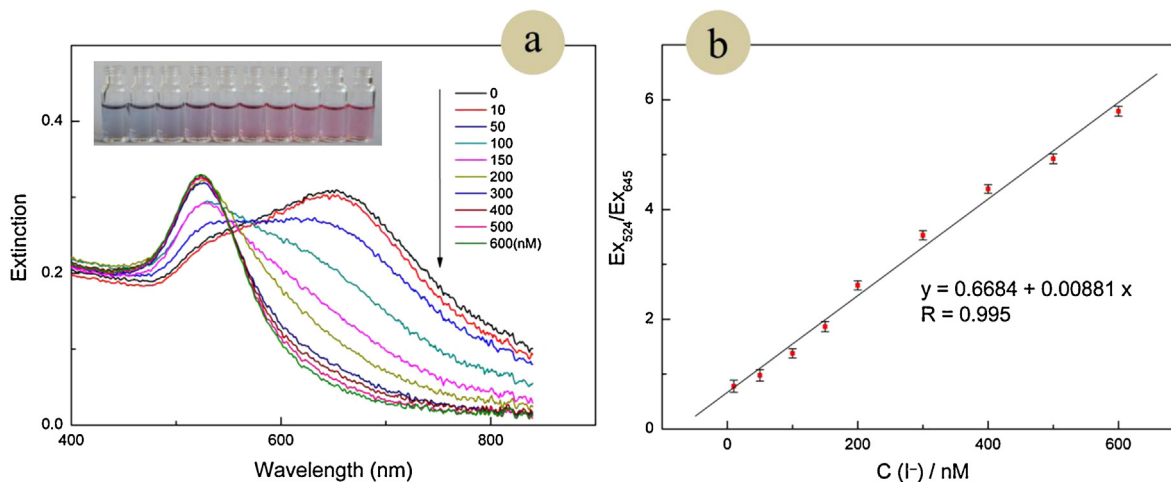 a
Extinction
0.4
0.2
0.0
400
600
800
Wavelength (nm)
0
10
50
100
150
200
300
400
500
600(nM)
b
Ex524/Ex645
6
4
2
0
0
200
400
600
C (I⁻) / nM
y = 0.6684 + 0.00881 x
R = 0.995